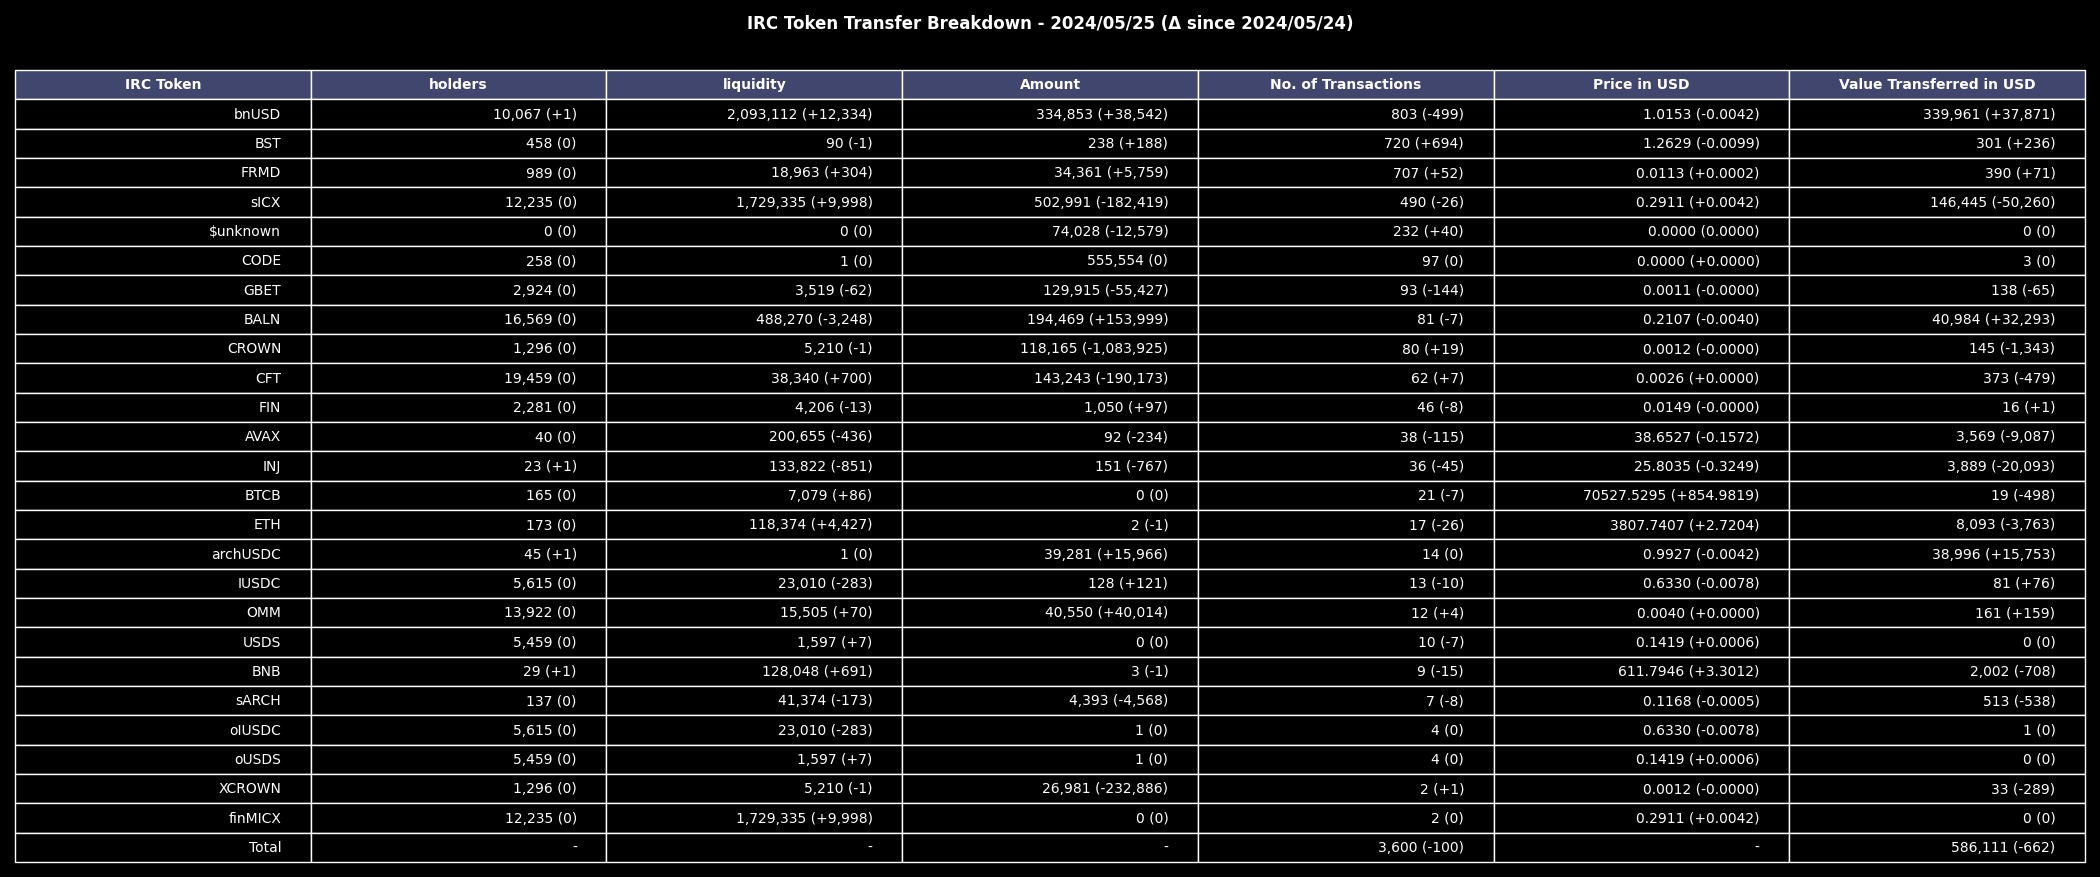 IRC Token Transfer Breakdown - 2024/05/25 (Δ since 2024/05/24)
IRC Token holders liquidity Amount No. of Transactions Price in USD Value Transferred in USD
bnUSD 10,067 (+1) 2,093,112 (+12,334) 334,853 (+38,542) 803 (-499) 1.0153 (-0.0042) 339,961 (+37,871)
BST 458 (0) 90 (-1) 238 (+188) 720 (+694) 1.2629 (-0.0099) 301 (+236)
FRMD 989 (0) 18,963 (+304) 34,361 (+5,759) 707 (+52) 0.0113 (+0.0002) 390 (+71)
sICX 12,235 (0) 1,729,335 (+9,998) 502,991 (-182,419) 490 (-26) 0.2911 (+0.0042) 146,445 (-50,260)
$unknown 0 (0) 0 (0) 74,028 (-12,579) 232 (+40) 0.0000 (0.0000) 0 (0)
CODE 258 (0) 1 (0) 555,554 (0) 97 (0) 0.0000 (+0.0000) 3 (0)
GBET 2,924 (0) 3,519 (-62) 129,915 (-55,427) 93 (-144) 0.0011 (-0.0000) 138 (-65)
BALN 16,569 (0) 488,270 (-3,248) 194,469 (+153,999) 81 (-7) 0.2107 (-0.0040) 40,984 (+32,293)
CROWN 1,296 (0) 5,210 (-1) 118,165 (-1,083,925) 80 (+19) 0.0012 (-0.0000) 145 (-1,343)
CFT 19,459 (0) 38,340 (+700) 143,243 (-190,173) 62 (+7) 0.0026 (+0.0000) 373 (-479)
FIN 2,281 (0) 4,206 (-13) 1,050 (+97) 46 (-8) 0.0149 (-0.0000) 16 (+1)
AVAX 40 (0) 200,655 (-436) 92 (-234) 38 (-115) 38.6527 (-0.1572) 3,569 (-9,087)
INJ 23 (+1) 133,822 (-851) 151 (-767) 36 (-45) 25.8035 (-0.3249) 3,889 (-20,093)
BTCB 165 (0) 7,079 (+86) 0 (0) 21 (-7) 70527.5295 (+854.9819) 19 (-498)
ETH 173 (0) 118,374 (+4,427) 2 (-1) 17 (-26) 3807.7407 (+2.7204) 8,093 (-3,763)
archUSDC 45 (+1) 1 (0) 39,281 (+15,966) 14 (0) 0.9927 (-0.0042) 38,996 (+15,753)
IUSDC 5,615 (0) 23,010 (-283) 128 (+121) 13 (-10) 0.6330 (-0.0078) 81 (+76)
OMM 13,922 (0) 15,505 (+70) 40,550 (+40,014) 12 (+4) 0.0040 (+0.0000) 161 (+159)
USDS 5,459 (0) 1,597 (+7) 0 (0) 10 (-7) 0.1419 (+0.0006) 0 (0)
BNB 29 (+1) 128,048 (+691) 3 (-1) 9 (-15) 611.7946 (+3.3012) 2,002 (-708)
sARCH 137 (0) 41,374 (-173) 4,393 (-4,568) 7 (-8) 0.1168 (-0.0005) 513 (-538)
oIUSDC 5,615 (0) 23,010 (-283) 1 (0) 4 (0) 0.6330 (-0.0078) 1 (0)
oUSDS 5,459 (0) 1,597 (+7) 1 (0) 4 (0) 0.1419 (+0.0006) 0 (0)
XCROWN 1,296 (0) 5,210 (-1) 26,981 (-232,886) 2 (+1) 0.0012 (-0.0000) 33 (-289)
finMICX 12,235 (0) 1,729,335 (+9,998) 0 (0) 2 (0) 0.2911 (+0.0042) 0 (0)
Total - - - 3,600 (-100) - 586,111 (-662)